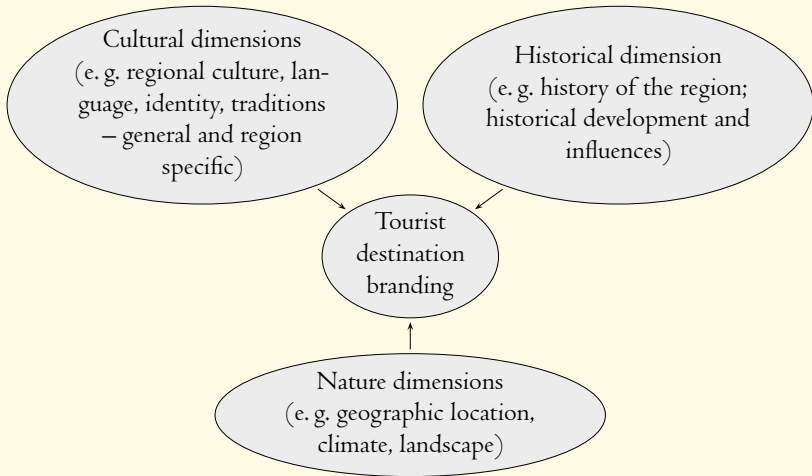 Cultural dimensions
(e. g. regional culture, lan-
guage, identity, traditions
– general and region
specific)
Historical dimension
(e. g. history of the region;
historical development and
influences)
Tourist
destination
branding
Nature dimensions
(e. g. geographic location,
climate, landscape)